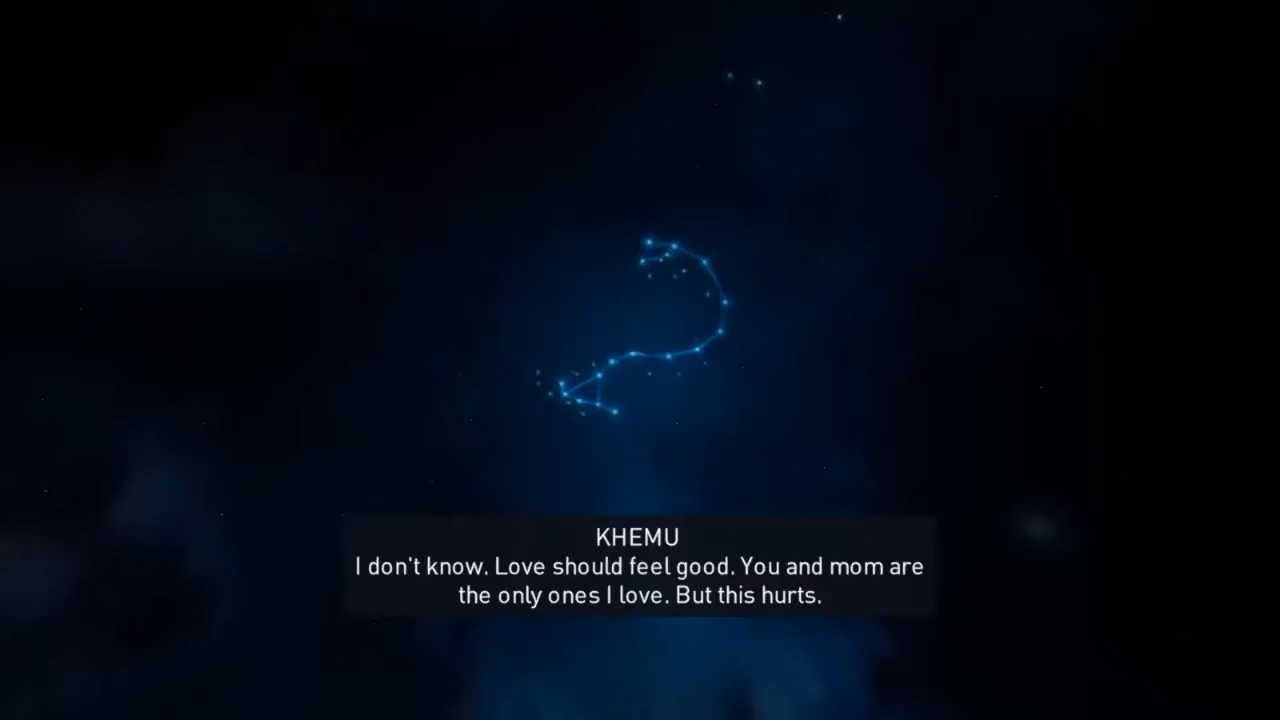 KHEMU
I don't know. Love should feel good. You and mom are
the only ones I love. But this hurts.